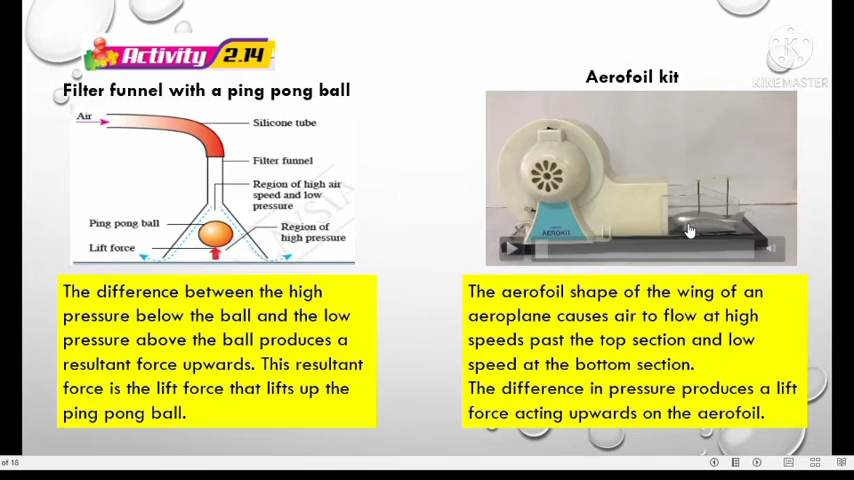 Activity 2.14
Filter funnel with a ping pong ball
Air
Silicone tube
Filter funnel
Region of high air
speed and low
pressure
Ping pong ball
Region of
high pressure
Lift force
The difference between the high
pressure below the ball and the low
pressure above the ball produces a
resultant force upwards. This resultant
force is the lift force that lifts up the
ping pong ball.
Aerofoil kit
KINEMASTER
AEROKIT
The aerofoil shape of the wing of an
aeroplane causes air to flow at high
speeds past the top section and low
speed at the bottom section.
The difference in pressure produces a lift
force acting upwards on the aerofoil.
of 18